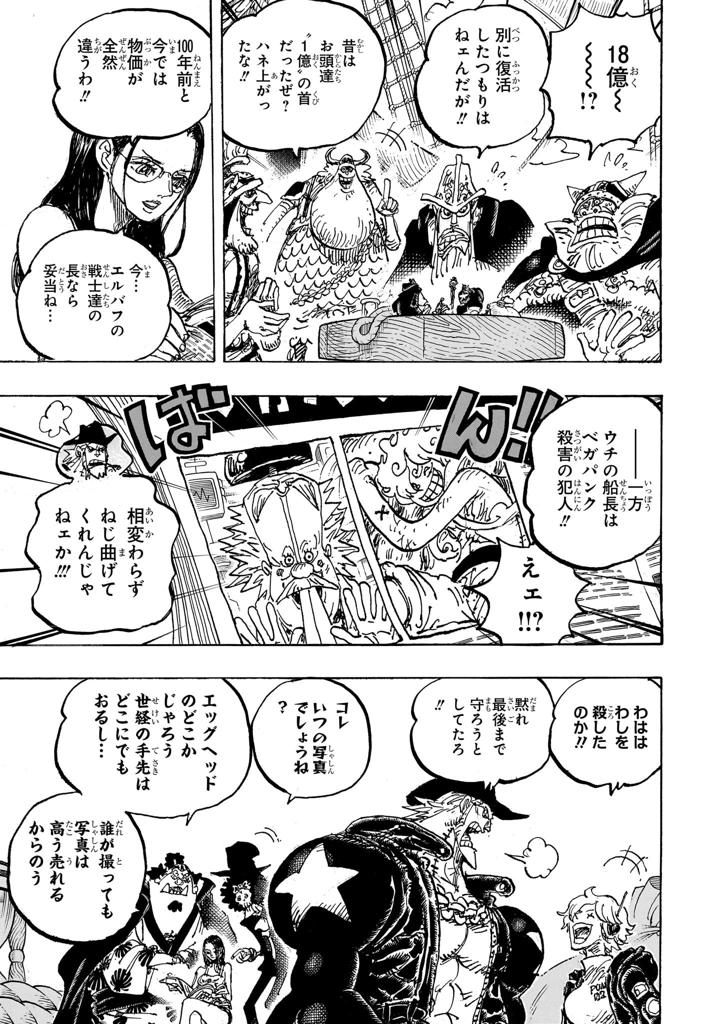 18億〜〜!?
別に復活
したつもりは
ねェんだが!!
昔は
お頭達
“1億”の首
だったぜ?
ハネ上がっ
たな!!
100年前と
今では
物価が
全然
違うわ!!
今…
エルバフの
戦士達の
長なら
妥当ね…
――一方
ウチの船長は
ベガパンク
殺害の犯人!!
えェ!!?
ばん!!
相変わらず
ねじ曲げて
くれんじゃ
ねェか!!!
わはは
わしを
殺した
のか!!
黙れ
最後まで
守ろうと
してたろ
コレ
いつの写真
でしょうね
?
エッグヘッド
のどこか
じゃろう
世経の手先は
どこにでも
おるし…
誰が撮っても
写真は
高う売れる
からのう